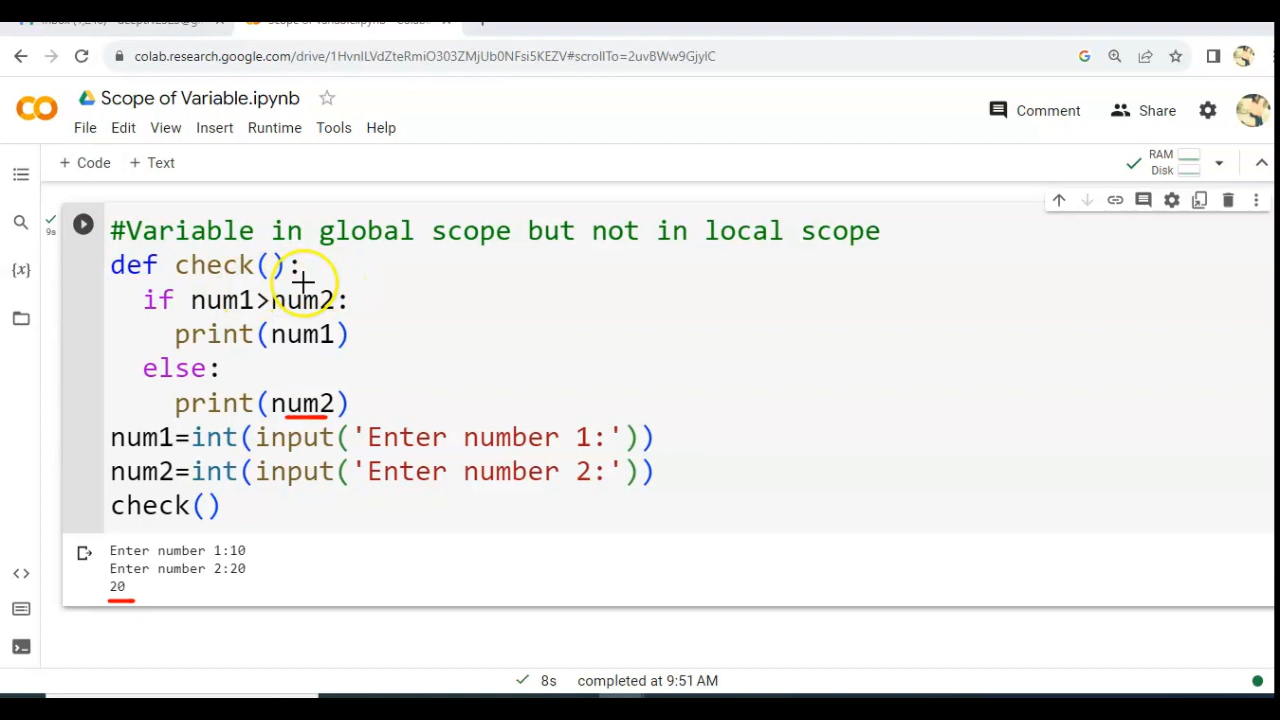 colab.research.google.com/drive/1HvnlLVdZteRmiO303ZMjUb0NFsi5KEZV#scrollTo=2uvBWw9GjylC
Scope of Variable.ipynb
Comment
Share
File Edit View Insert Runtime Tools Help
+ Code + Text
RAM
Disk
9s
#Variable in global scope but not in local scope
def check():
if num1>num2:
print(num1)
else:
print(num2)
num1=int(input('Enter number 1:'))
num2=int(input('Enter number 2:'))
check()
Enter number 1:10
Enter number 2:20
20
8s completed at 9:51 AM